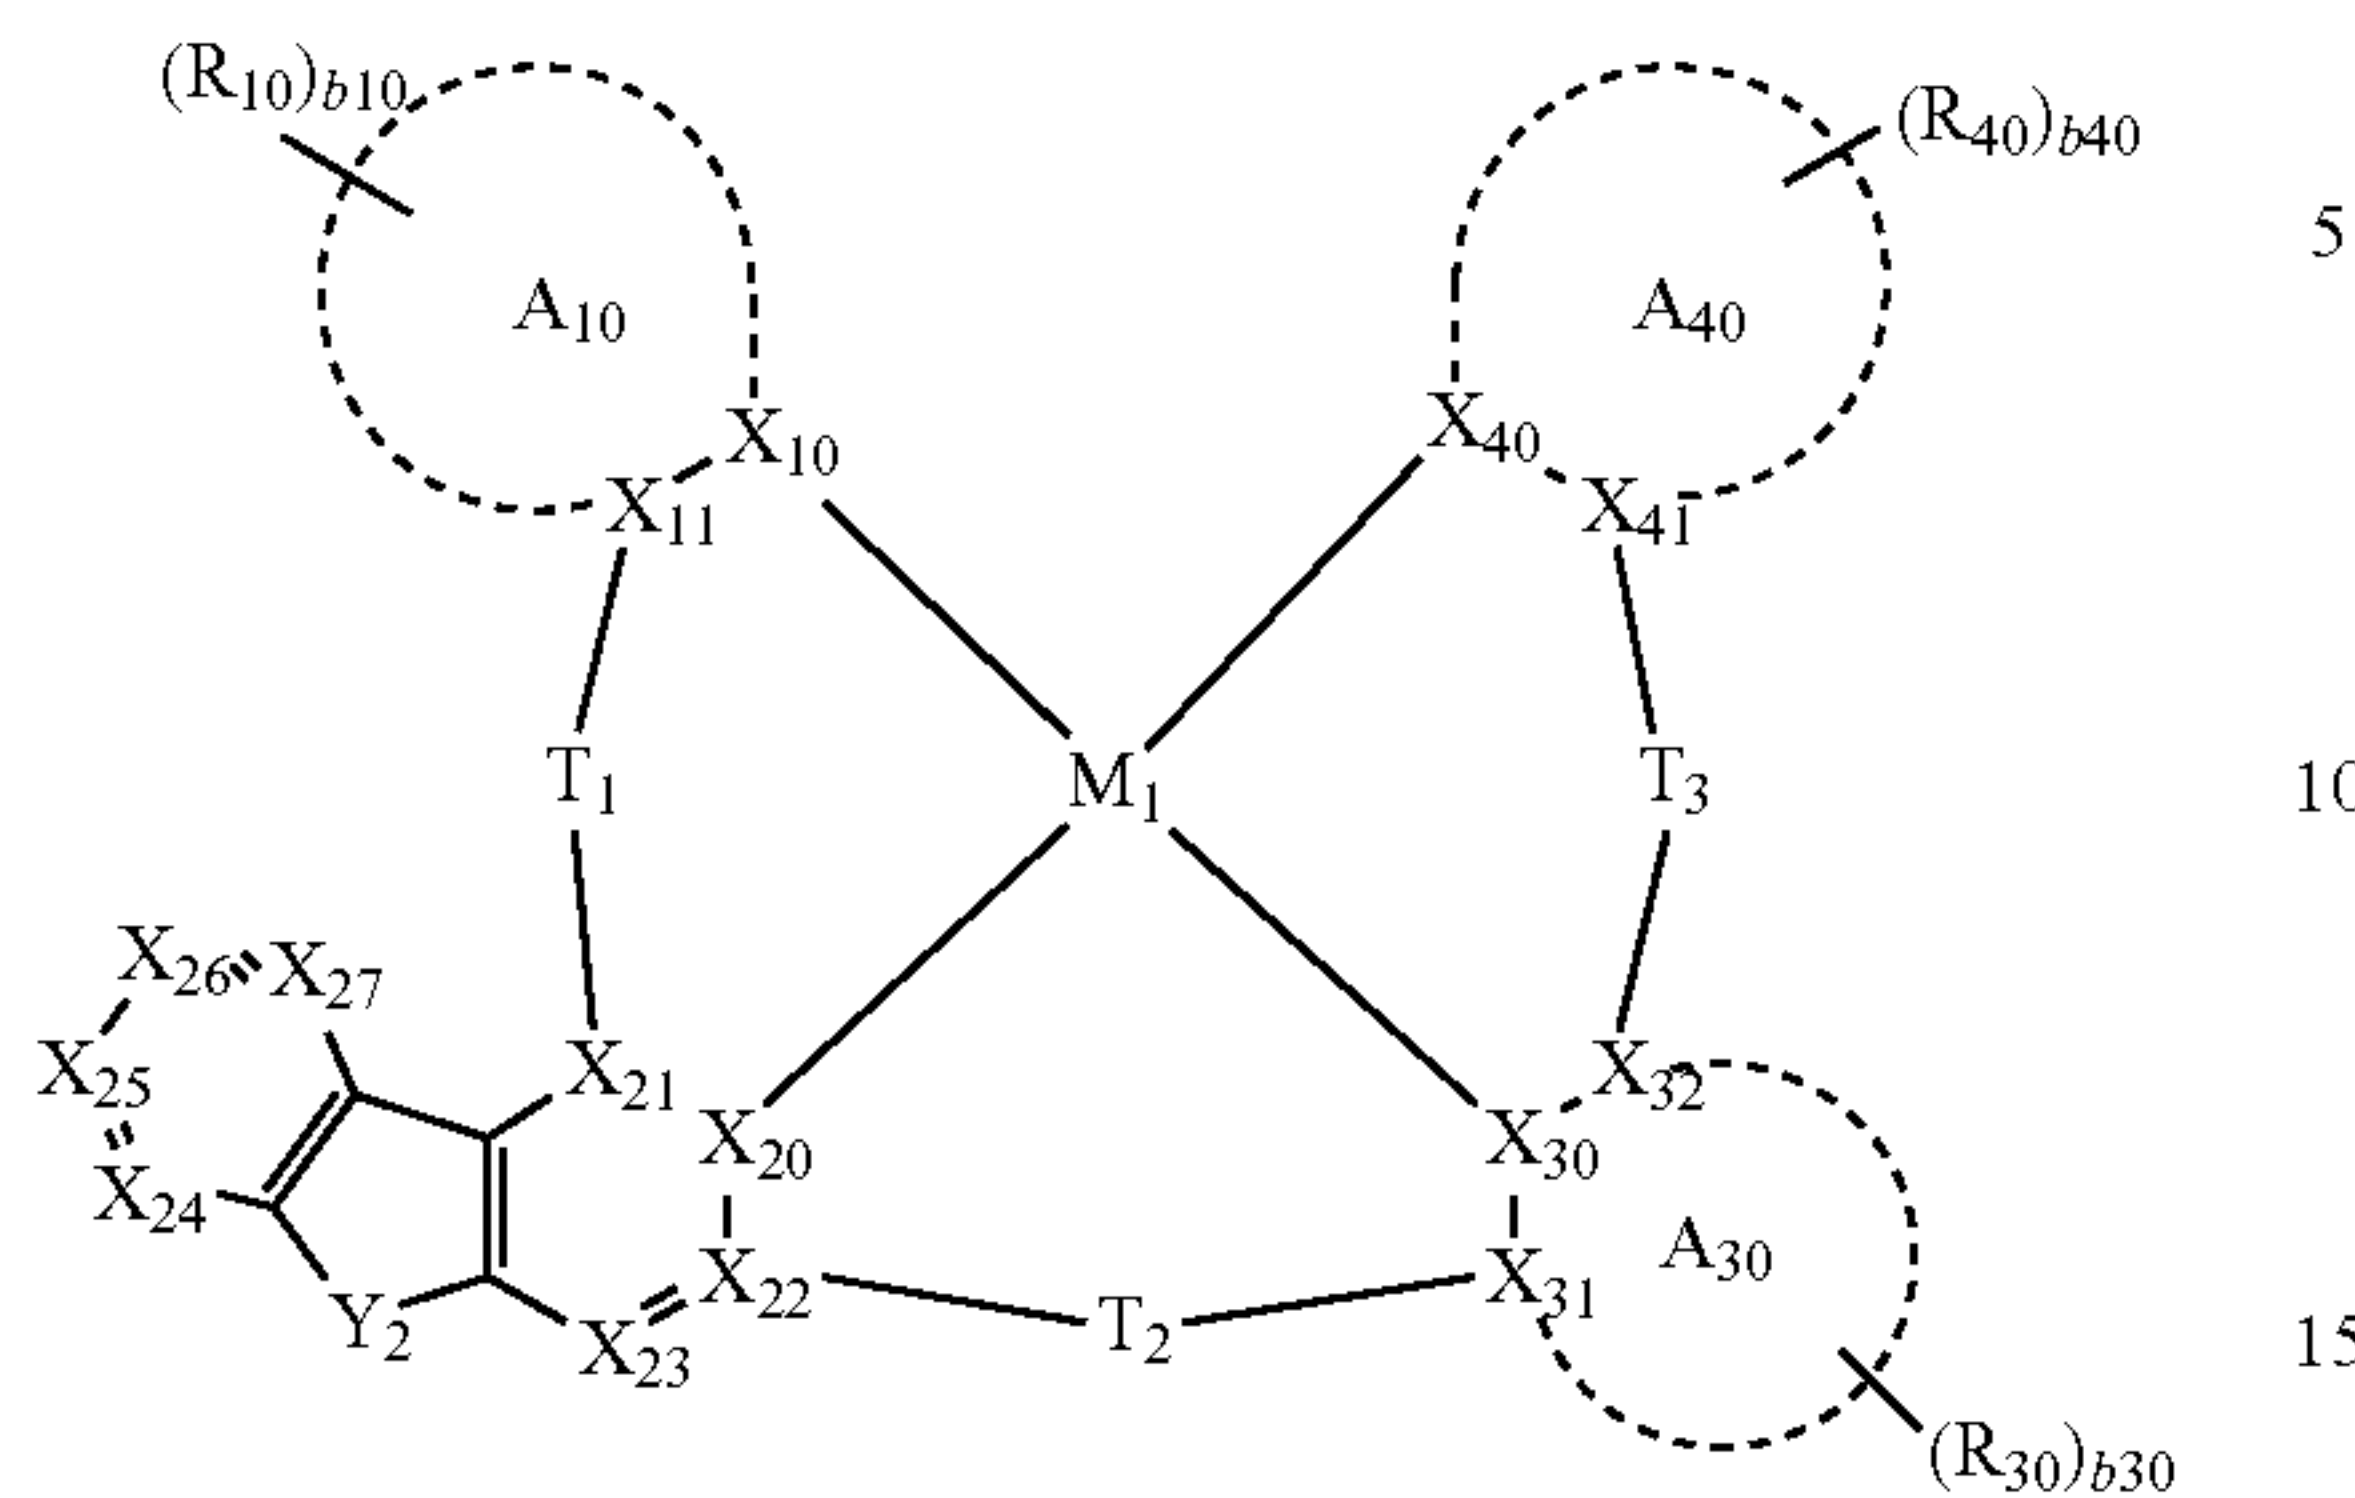 (R10)b10 (R40)b40
5
A10 A40
X10 X40
X11 X41
T1 M1 T3 10
X26 X27
X25 X21 X32
X20 X30
X24 A30
X22 X31
Y2 X23 T2 15
(R30)b30